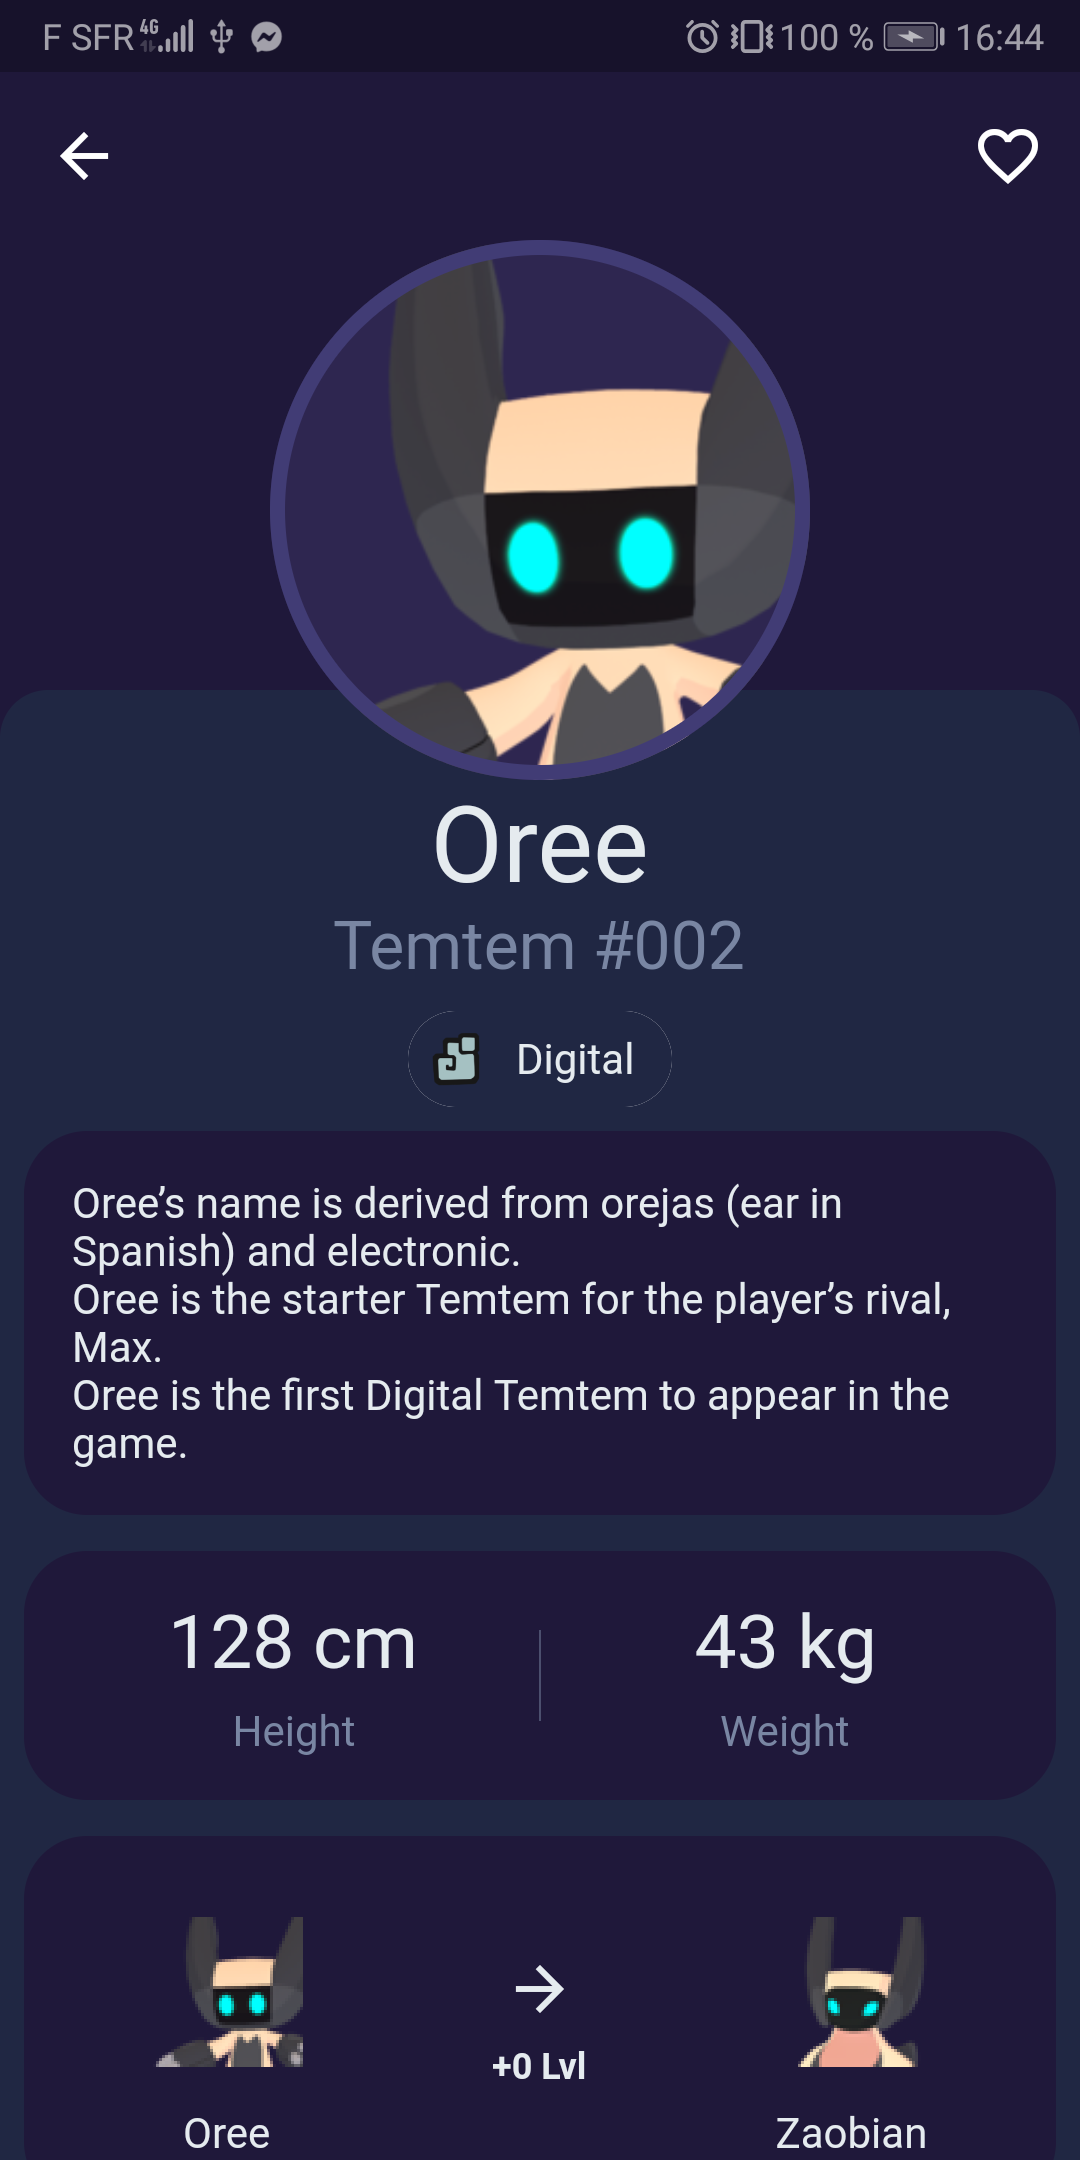 F SFR 4G 100 % 16:44
Oree
Temtem #002
Digital
Oree’s name is derived from orejas (ear in
Spanish) and electronic.
Oree is the starter Temtem for the player’s rival,
Max.
Oree is the first Digital Temtem to appear in the
game.
128 cm
Height
43 kg
Weight
+0 Lvl
Oree
Zaobian